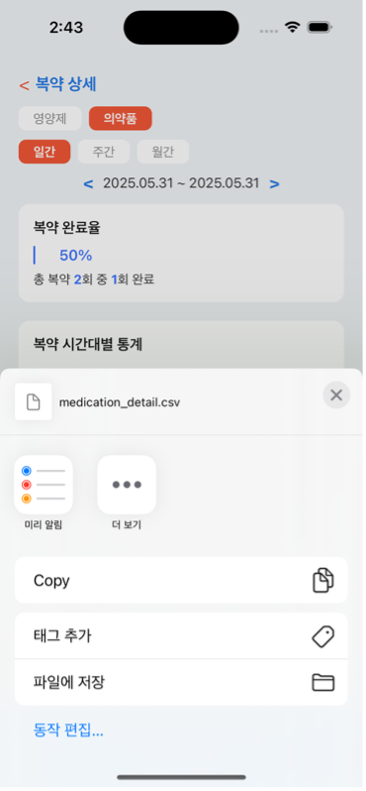 2:43
< 복약 상세
영양제 의약품
일간 주간 월간
< 2025.05.31 ~ 2025.05.31 >
복약 완료율
50%
총 복약 2회 중 1회 완료
복약 시간대별 통계
medication_detail.csv
미리 알림 더 보기
Copy
태그 추가
파일에 저장
동작 편집...